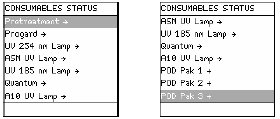 CONSUMABLES STATUS
Pretreatment →
Progard →
UV 254 nm Lamp →
ASM UV Lamp →
UV 185 nm Lamp →
Quantum →
A10 UV Lamp →
CONSUMABLES STATUS
ASM UV Lamp →
UV 185 nm Lamp →
Quantum →
A10 UV Lamp →
POD Pak 1 →
POD Pak 2 →
POD Pak 3 →